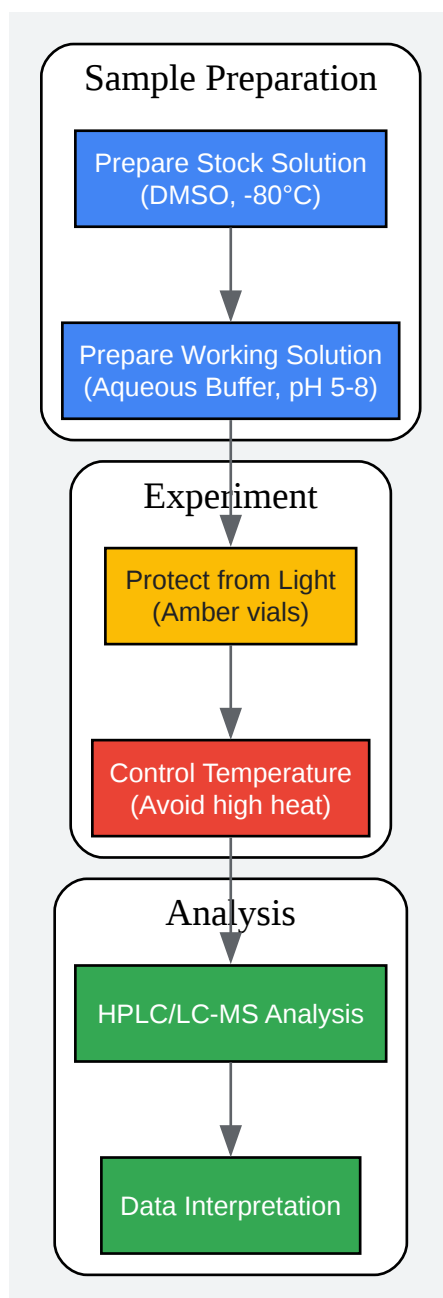 Sample Preparation
Prepare Stock Solution
(DMSO, -80°C)
Prepare Working Solution
(Aqueous Buffer, pH 5-8)
Experiment
Protect from Light
(Amber vials)
Control Temperature
(Avoid high heat)
Analysis
HPLC/LC-MS Analysis
Data Interpretation